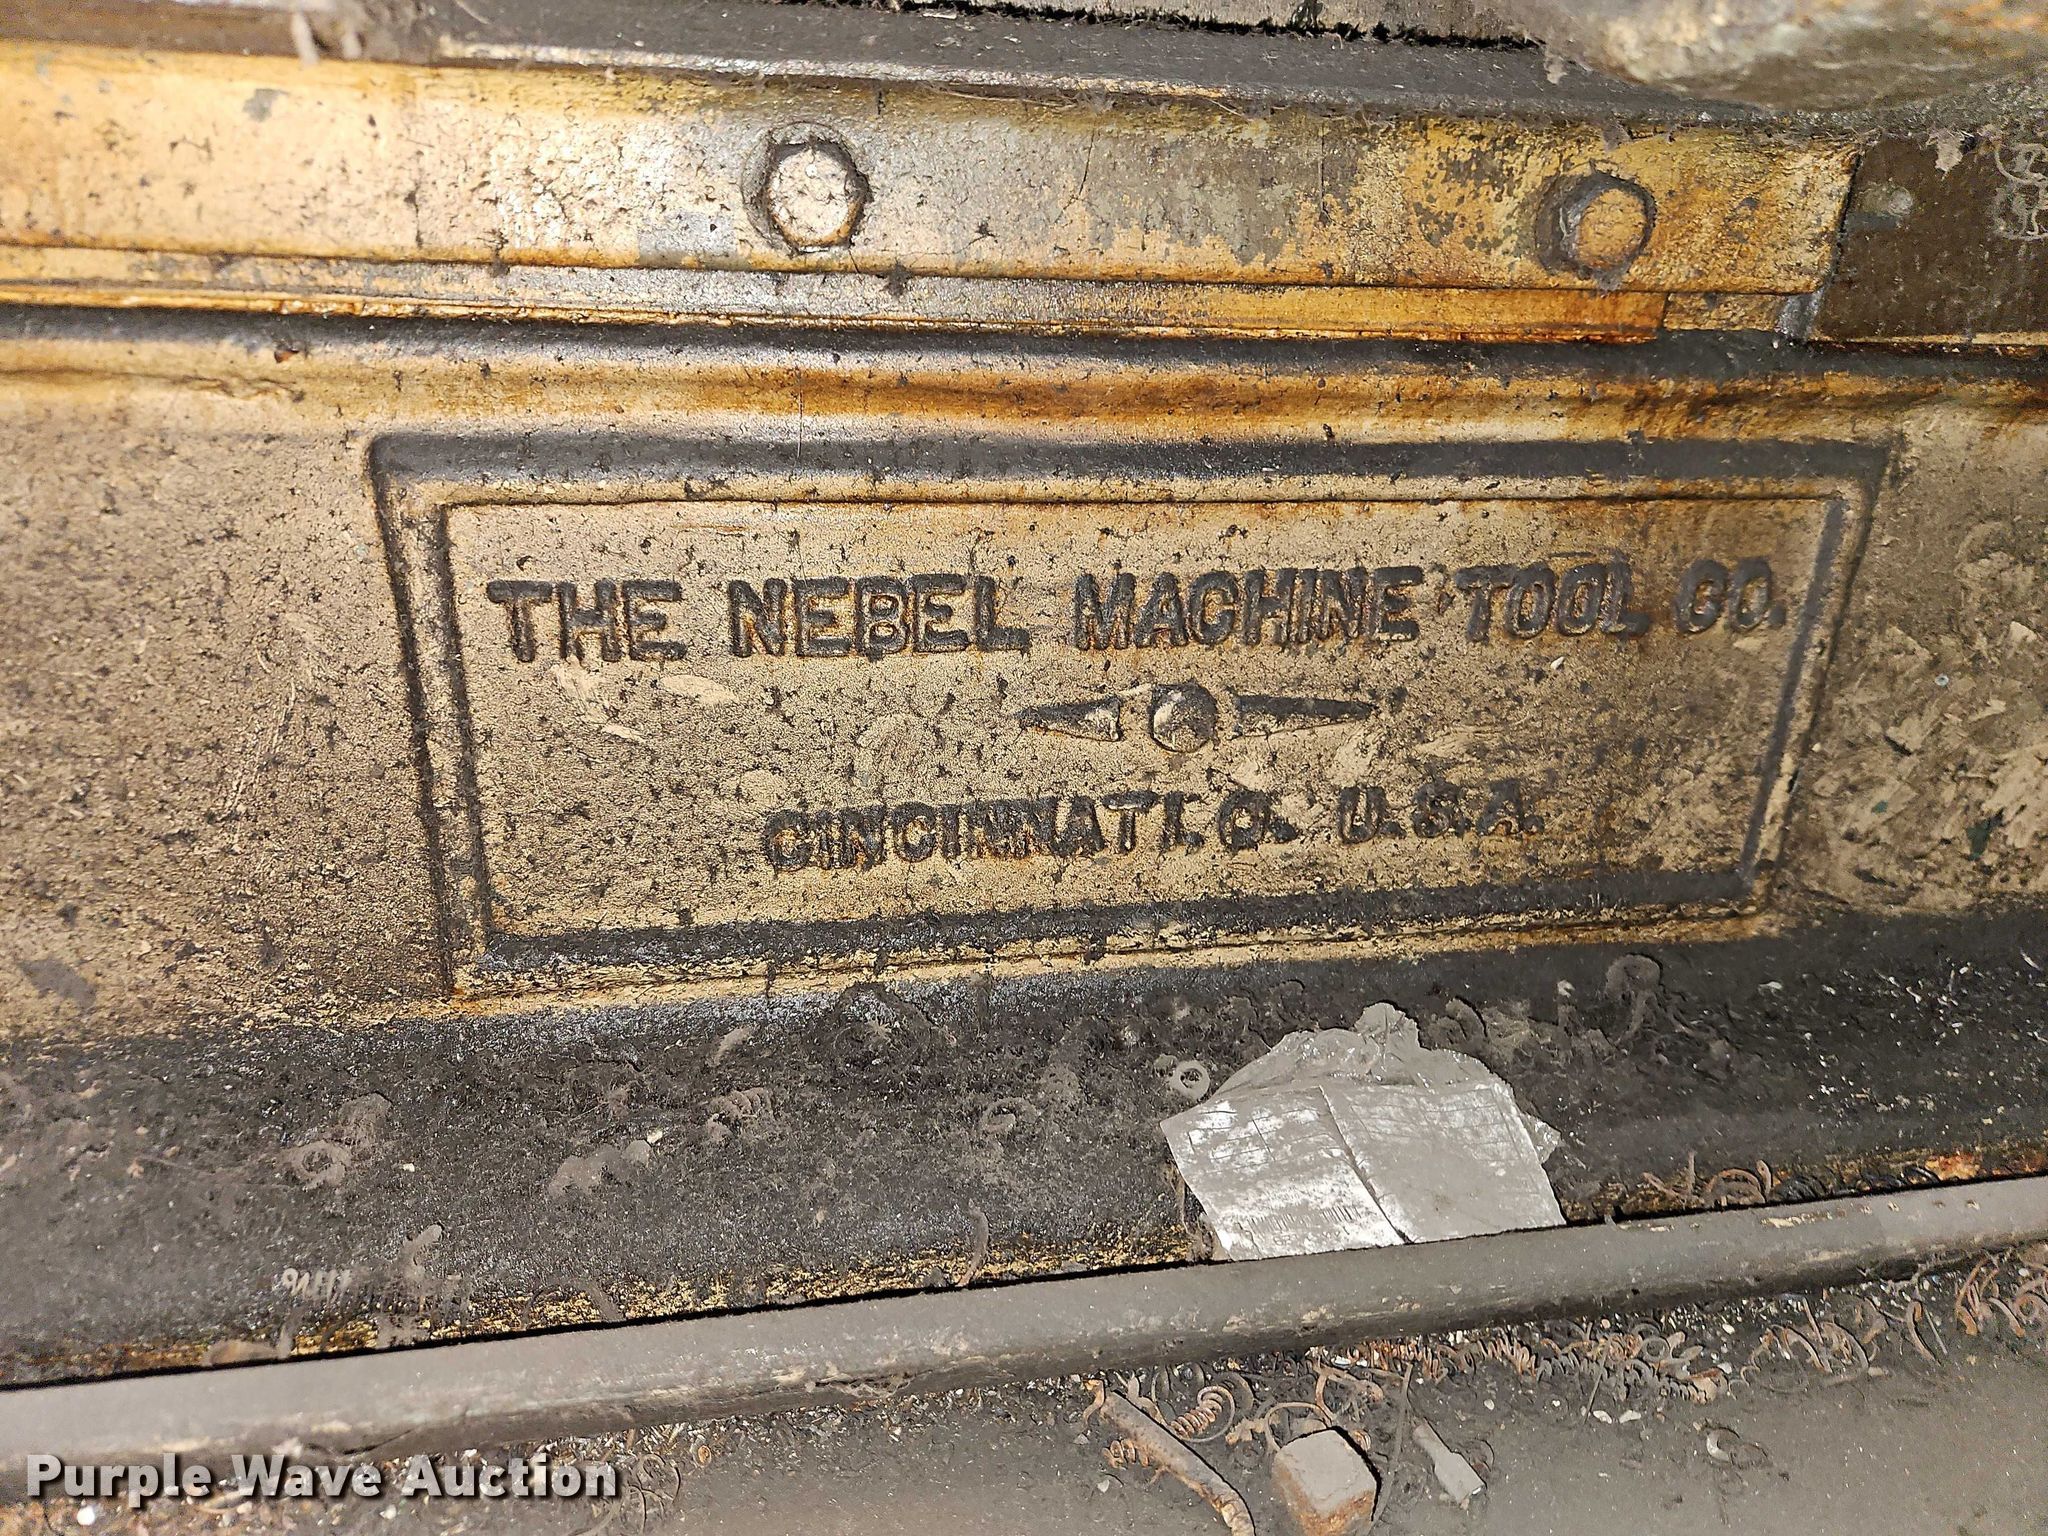 THE NEBEL MACHINE TOOL CO.
CINCINNATI. O. U.S.A.
Purple Wave Auction